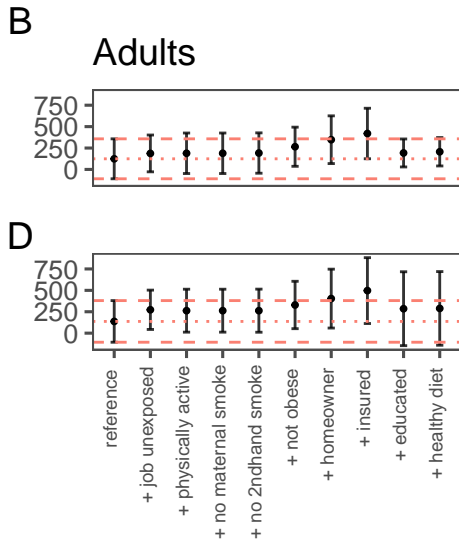 B
Adults
750
500
250
0
D
750
500
250
0
reference
+ job unexposed
+ physically active
+ no maternal smoke
+ no 2ndhand smoke
+ not obese
+ homeowner
+ insured
+ educated
+ healthy diet